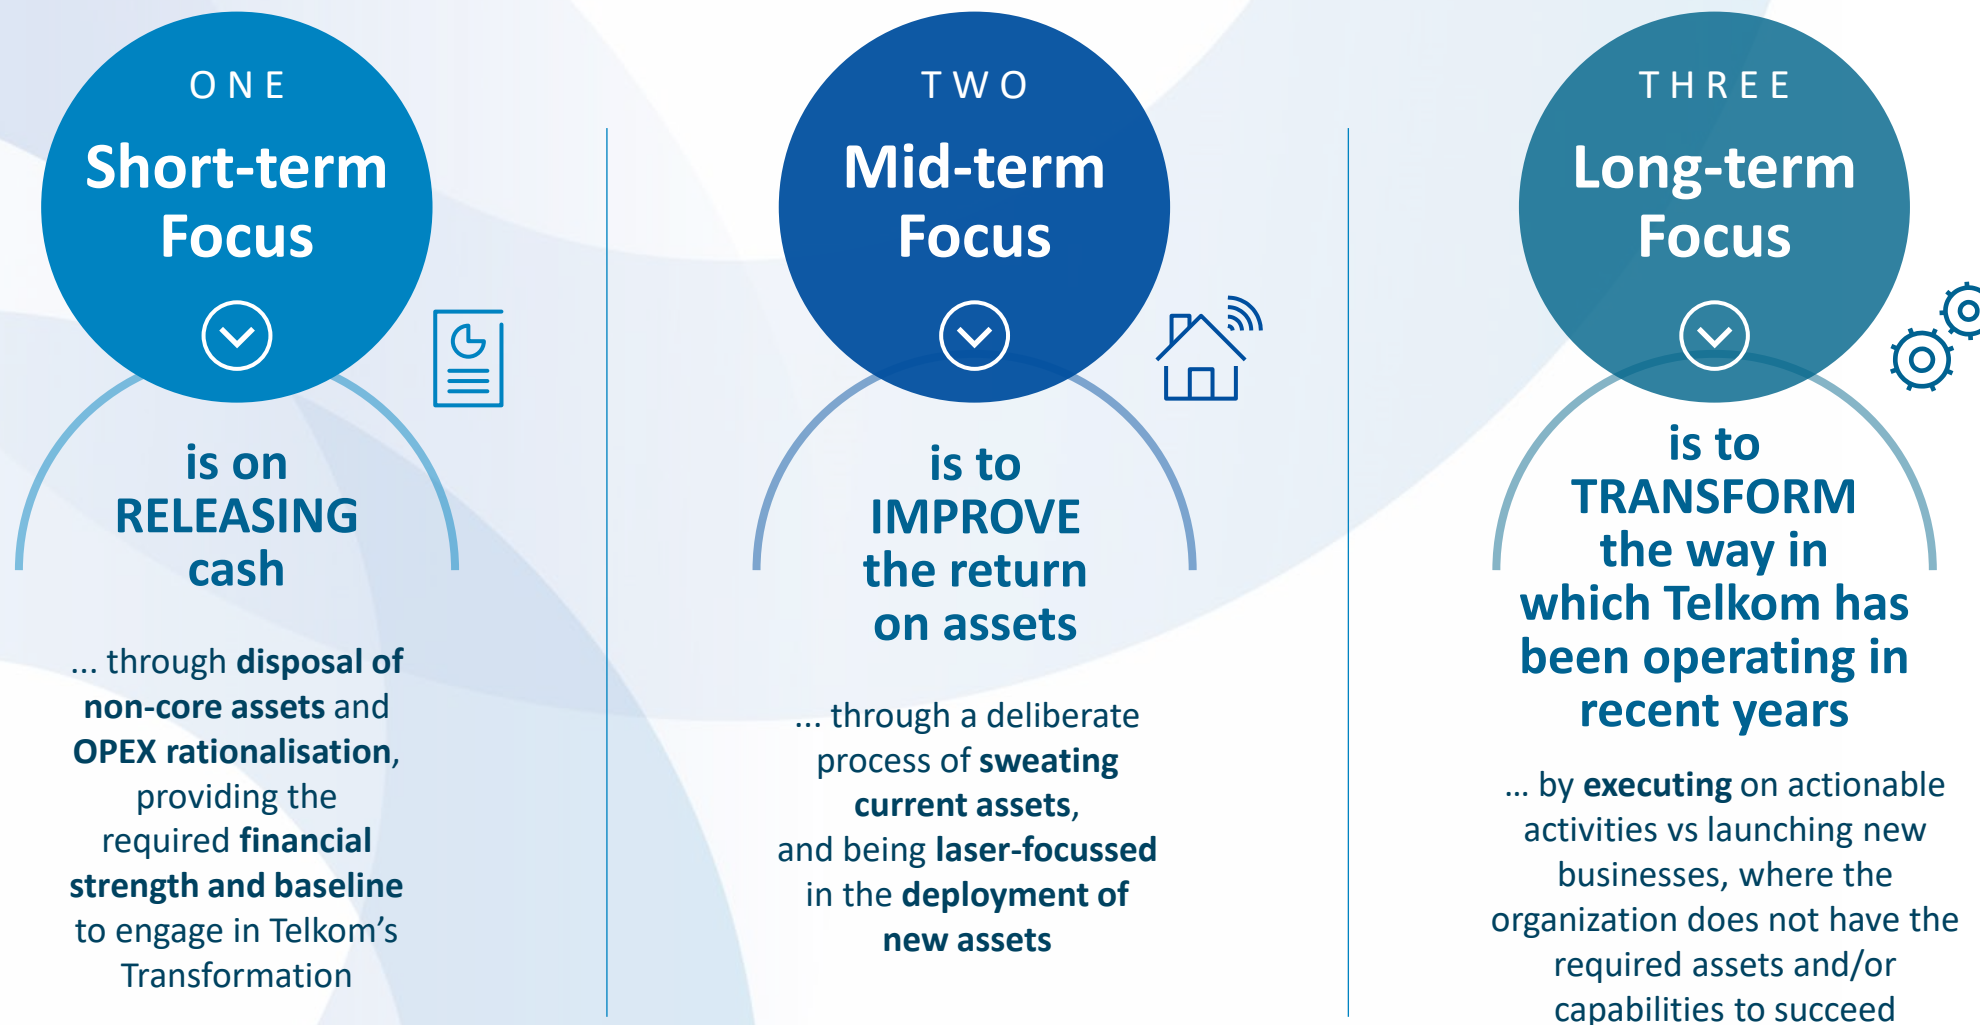 ONE
Short-term
Focus
is on
RELEASING
cash
... through disposal of
non-core assets and
OPEX rationalisation,
providing the
required financial
strength and baseline
to engage in Telkom’s
Transformation
TWO
Mid-term
Focus
is to
IMPROVE
the return
on assets
... through a deliberate
process of sweating
current assets,
and being laser-focussed
in the deployment of
new assets
THREE
Long-term
Focus
is to
TRANSFORM
the way in
which Telkom has
been operating in
recent years
... by executing on actionable
activities vs launching new
businesses, where the
organization does not have the
required assets and/or
capabilities to succeed